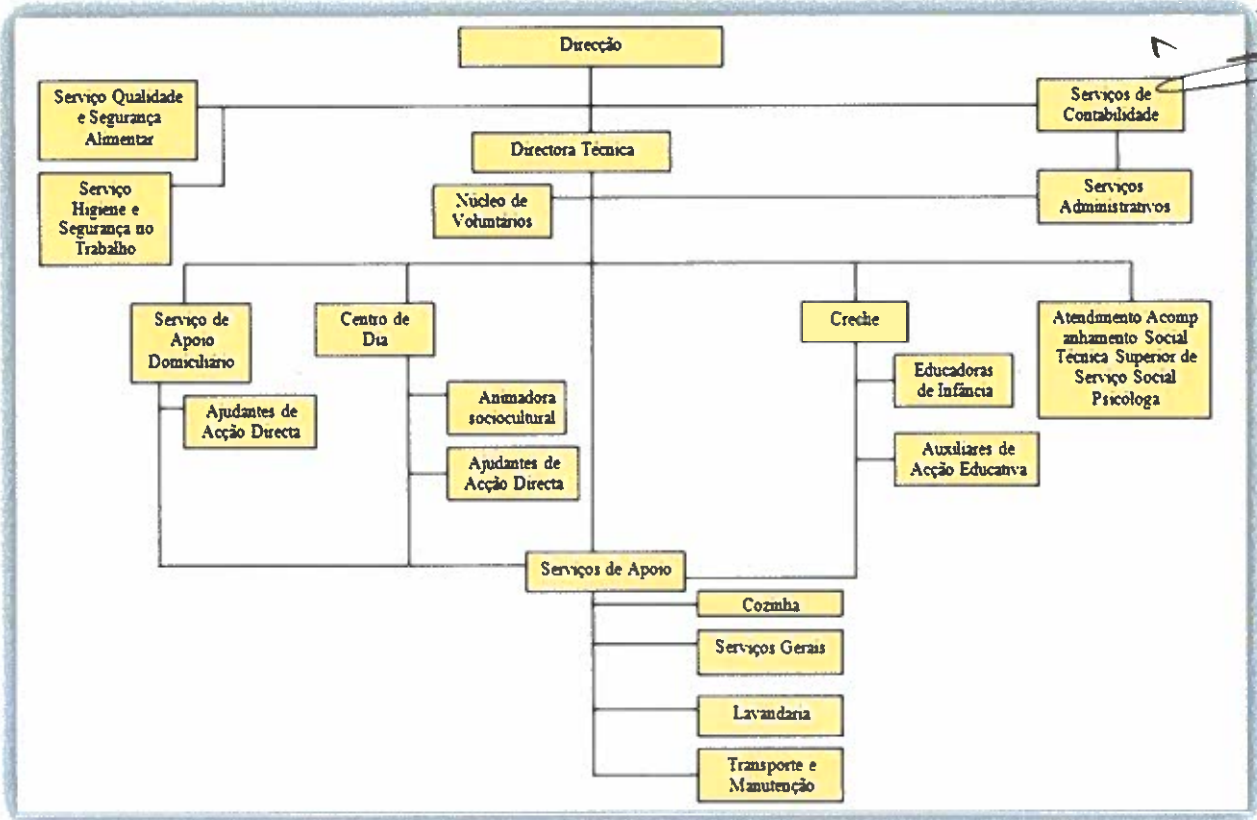 Direcção
Serviço Qualidade
e Segurança
Alimentar
Serviços de
Contabilidade
Directora Técnica
Serviço
Higiene e
Segurança no
Trabalho
Núcleo de
Voluntários
Serviços
Administrativos
Serviço de
Apoio
Domiciliário
Centro de
Dia
Creche
Atendimento Acomp
anhamento Social
Técnica Superior de
Serviço Social
Psicologa
Educadoras
de Infância
Animadora
sociocultural
Ajudantes de
Acção Directa
Ajudantes de
Acção Directa
Auxiliares de
Acção Educativa
Serviços de Apoio
Cozinha
Serviços Gerais
Lavandaria
Transporte e
Manutenção